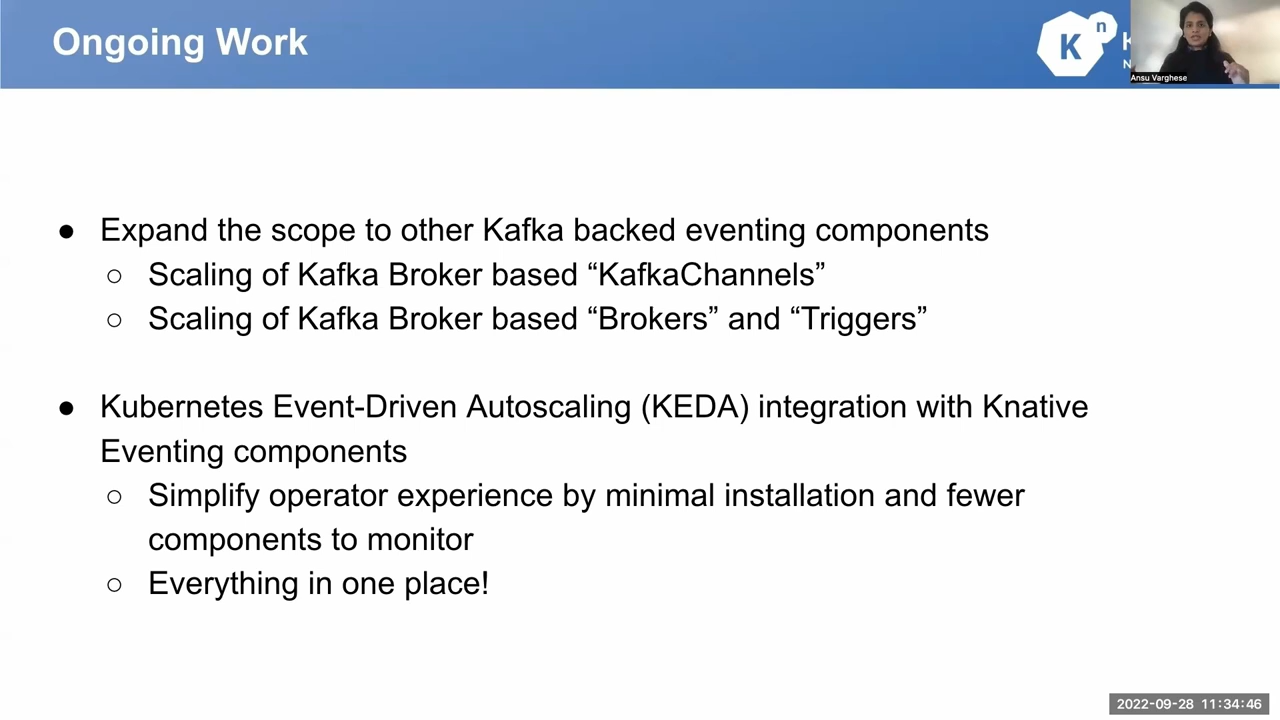 Ongoing Work
K
n
K
N
Ansu Varghese
● Expand the scope to other Kafka backed eventing components
○ Scaling of Kafka Broker based “KafkaChannels”
○ Scaling of Kafka Broker based “Brokers” and “Triggers”
● Kubernetes Event-Driven Autoscaling (KEDA) integration with Knative
Eventing components
○ Simplify operator experience by minimal installation and fewer
components to monitor
○ Everything in one place!
2022-09-28 11:34:46